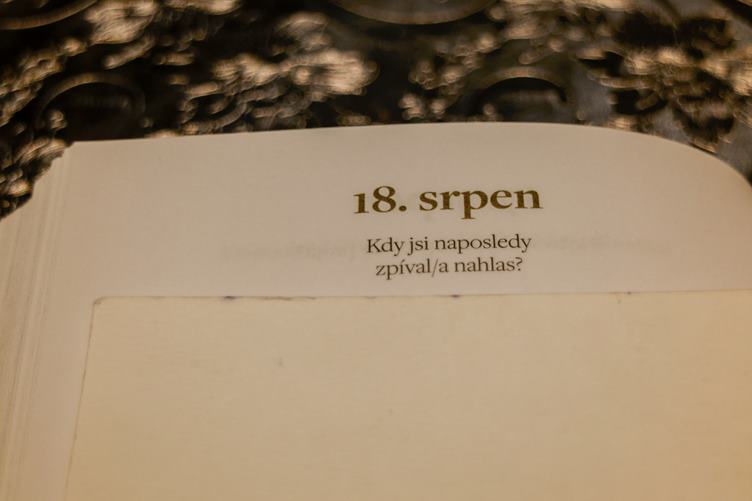 18. srpen
Kdy jsi naposledy
zpíval/a nahlas?